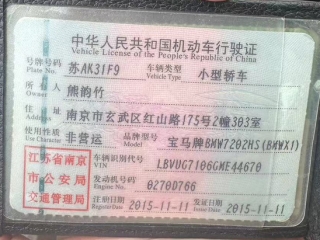 中华人民共和国机动车行驶证
Vehicle License of the People's Republic of China
号牌号码 Plate No. 苏AK31F9 车辆类型 Vehicle Type 小型轿车
所有人 Owner 熊韵竹
住址 Address 南京市玄武区红山路175号2幢303室
使用性质 Use Character 非营运 品牌型号 Model 宝马牌BMW7202HS(BMWX1)
江苏省南京市公安局交通管理局
车辆识别代号 VIN LBVUG7106GME44670
发动机号码 Engine No. 0270D766
注册日期 Register Date 2015-11-11 发证日期 Issue Date 2015-11-11